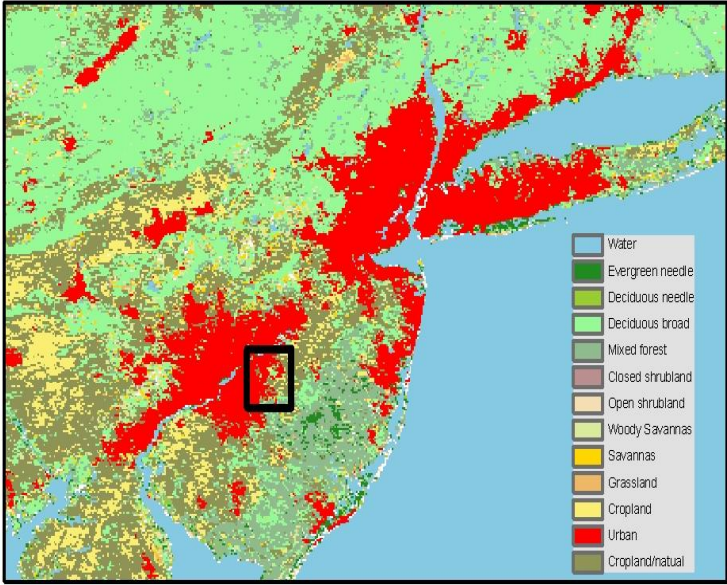 Water
Evergreen needle
Deciduous needle
Deciduous broad
Mixed forest
Closed shrubland
Open shrubland
Woody Savannas
Savannas
Grassland
Cropland
Urban
Cropland/natual